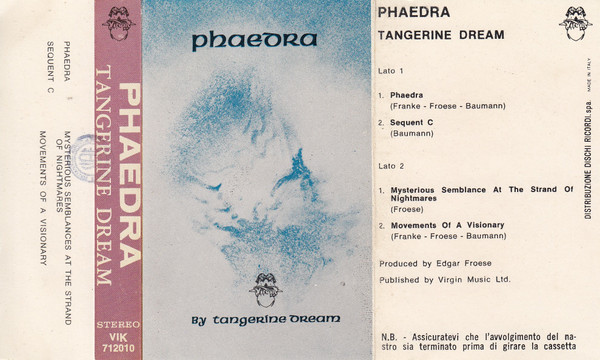 PHAEDRA
SEQUENT C
MYSTERIOUS SEMBLANCES AT THE STRAND
OF NIGHTMARES
MOVEMENTS OF A VISIONARY
PHAEDRA
TANGERINE DREAM
STEREO
VIK
712010
phaedra
By tangerine dream
PHAEDRA
TANGERINE DREAM
Lato 1
1. Phaedra
(Franke - Froese - Baumann)
2. Sequent C
(Baumann)
Lato 2
1. Mysterious Semblance At The Strand Of
Nightmares
(Froese)
2. Movements Of A Visionary
(Franke - Froese - Baumann)
Produced by Edgar Froese
Published by Virgin Music Ltd.
N.B. - Assicuratevi che l'avvolgimento del na-
stro sia terminato prima di girare la cassetta
MADE IN ITALY
DISTRIBUZIONE DISCHI RICORDI. spa.